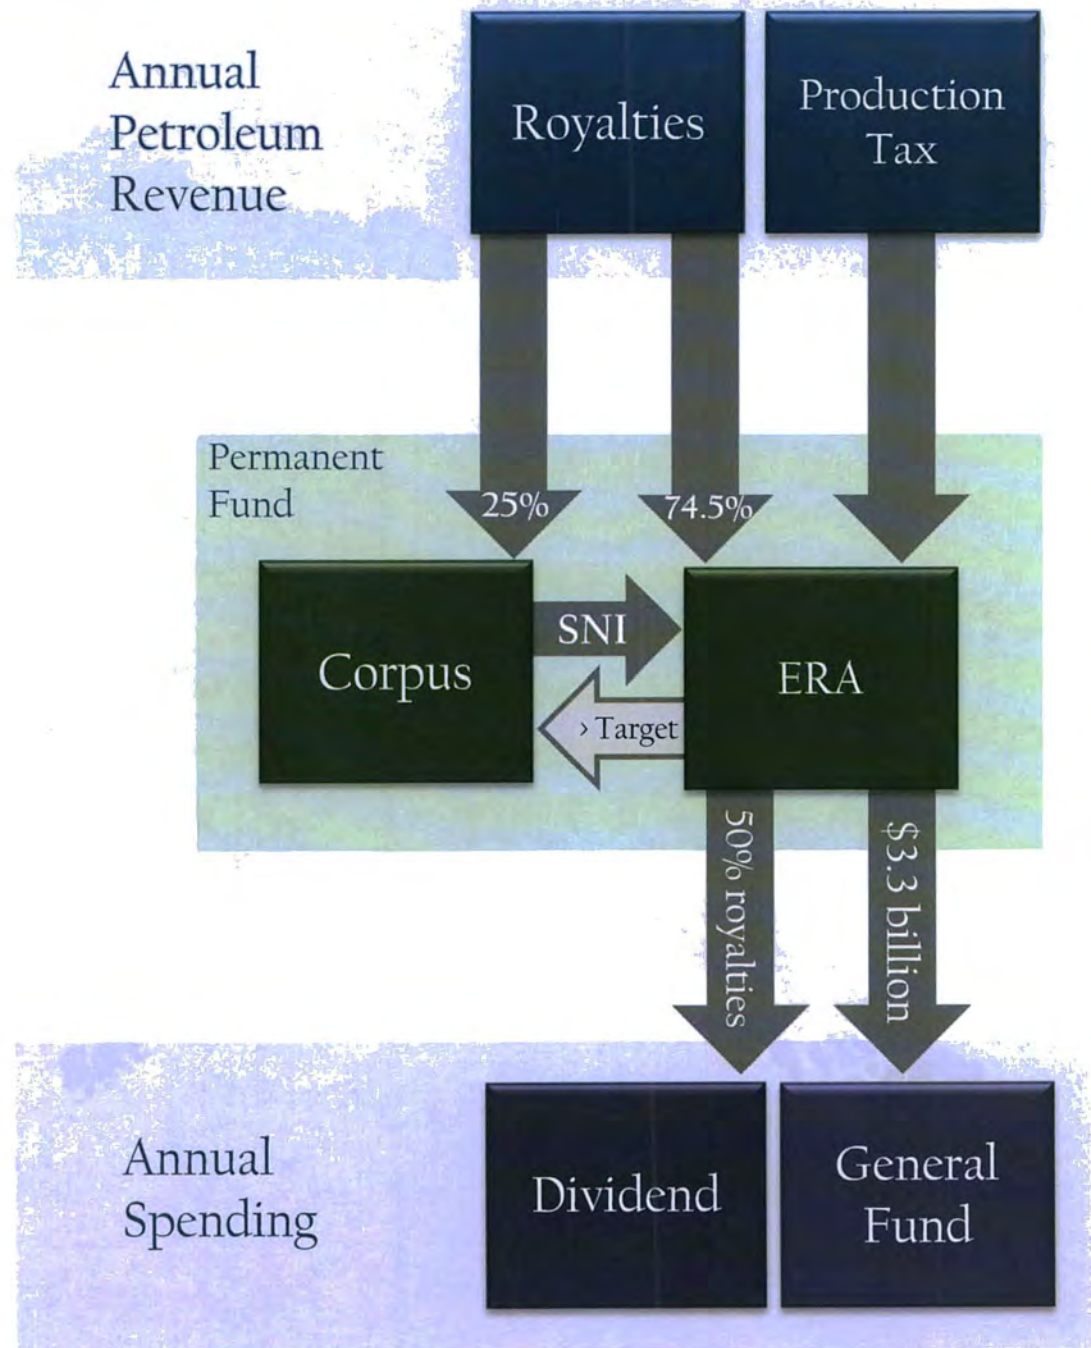 Annual
Petroleum
Revenue
Royalties
Production
Tax
Permanent
Fund
25%
74.5%
Corpus
SNI
> Target
ERA
50% royalties
$3.3 billion
Annual
Spending
Dividend
General
Fund